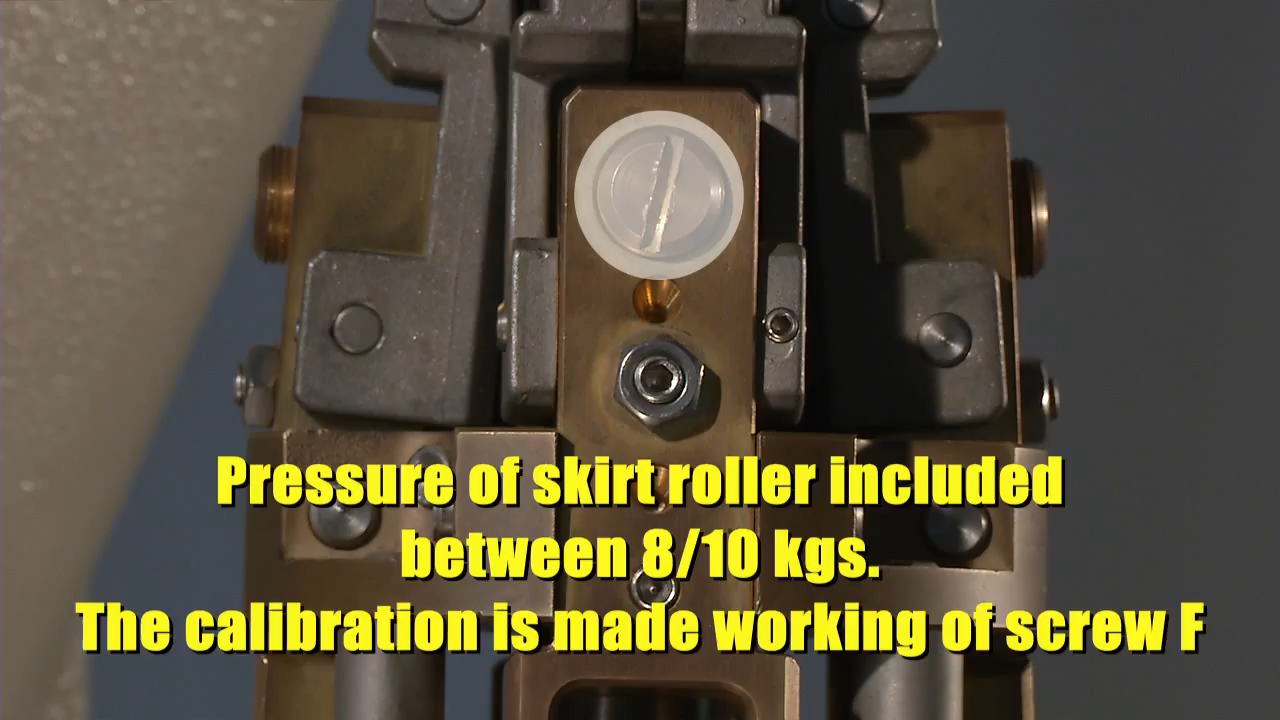 Pressure of skirt roller included
between 8/10 kgs.
The calibration is made working of screw F